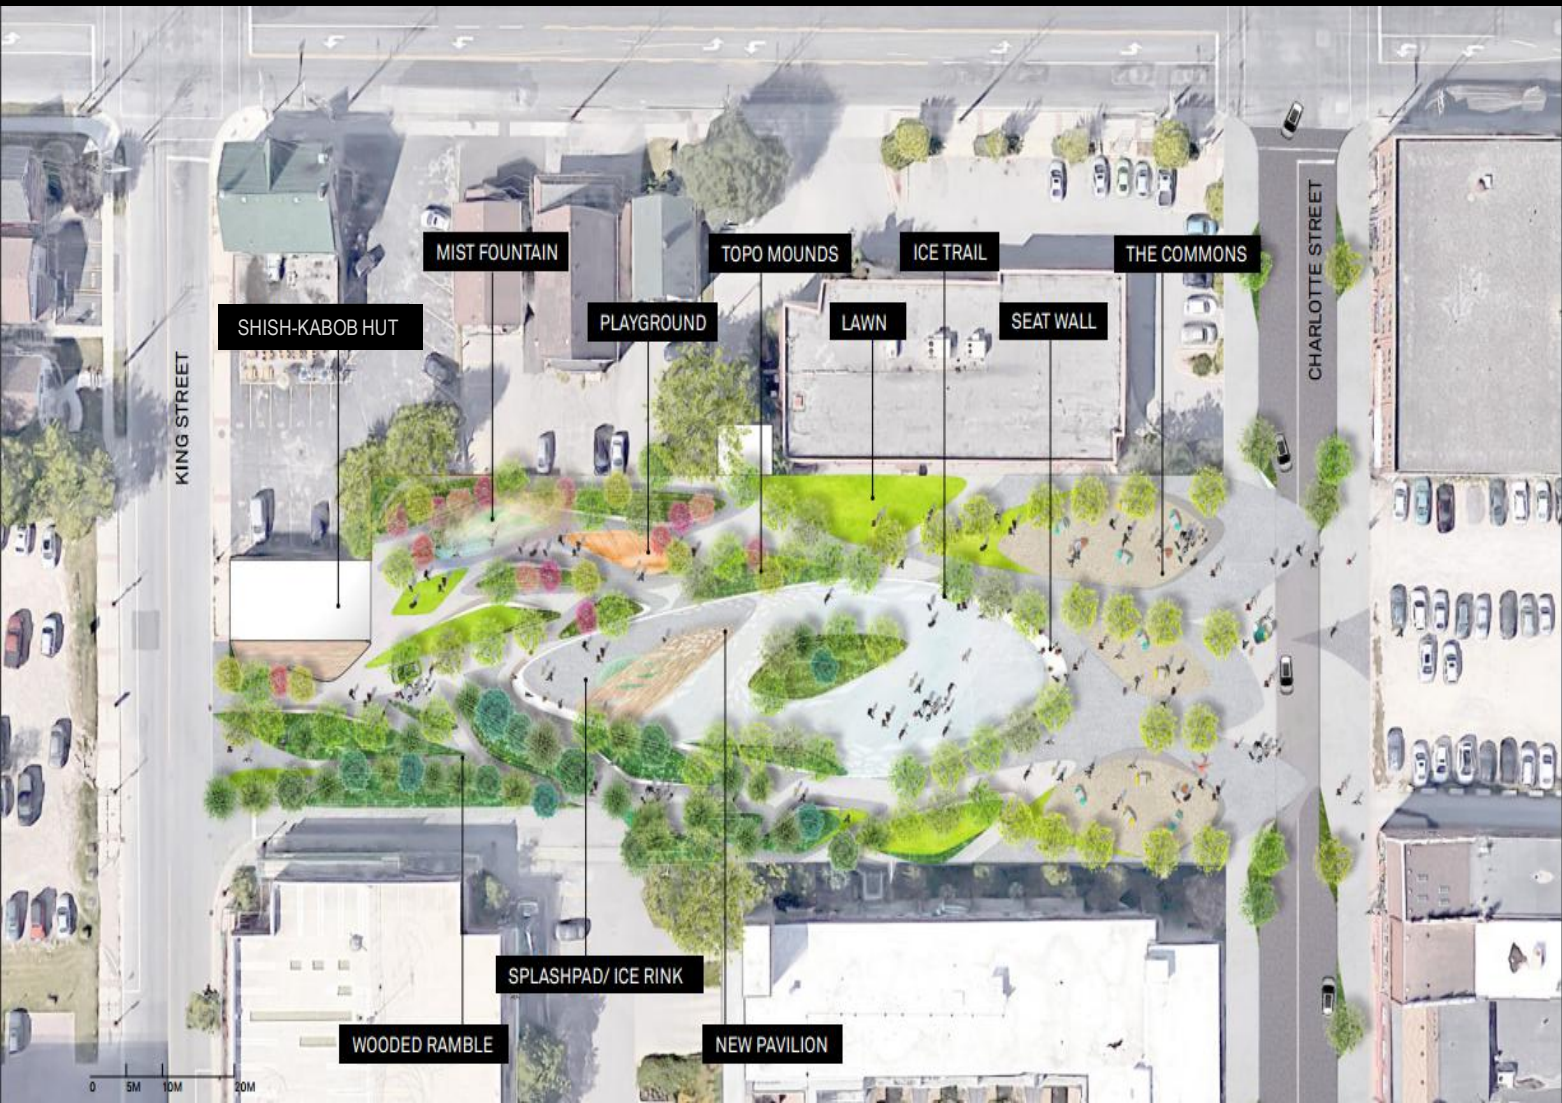 MIST FOUNTAIN
TOPO MOUNDS
ICE TRAIL
THE COMMONS
SHISH-KABOB HUT
PLAYGROUND
LAWN
SEAT WALL
KING STREET
CHARLOTTE STREET
SPLASHPAD/ ICE RINK
WOODED RAMBLE
NEW PAVILION
0 5M 10M 20M